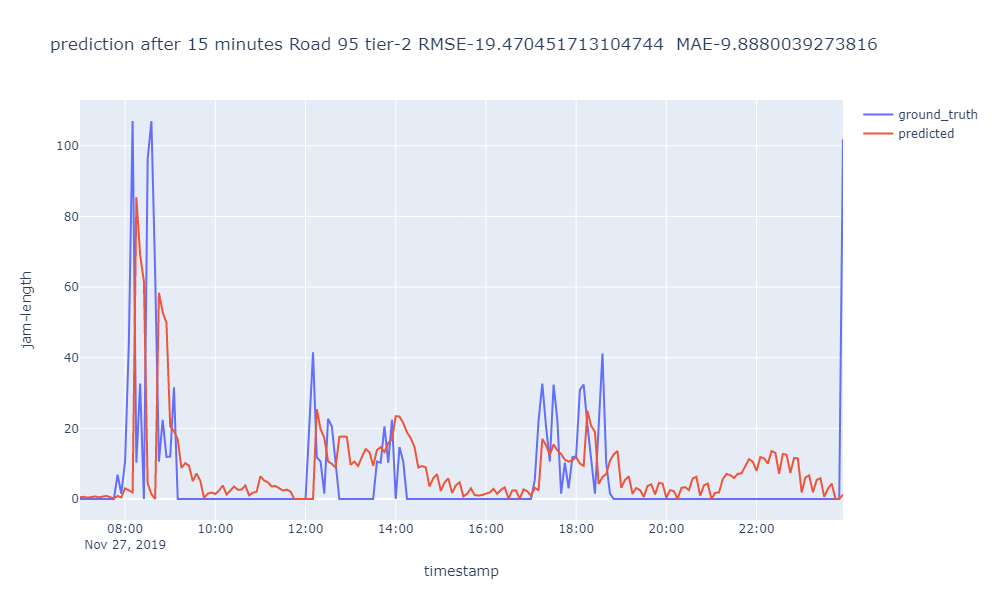 prediction after 15 minutes Road 95 tier-2 RMSE-19.470451713104744  MAE-9.8880039273816
ground_truth
predicted
jam-length
100
80
60
40
20
0
08:00 10:00 12:00 14:00 16:00 18:00 20:00 22:00
Nov 27, 2019
timestamp